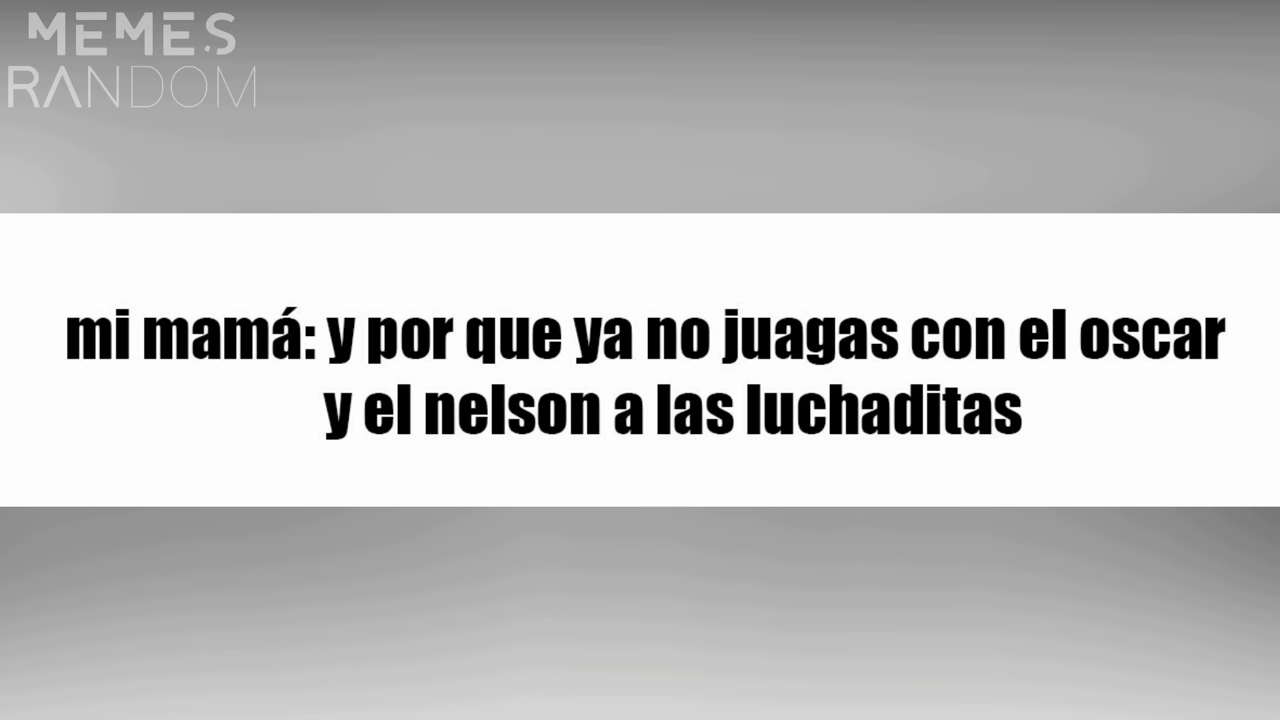 MEMES
RANDOM
mi mamá: y por que ya no juagas con el oscar
y el nelson a las luchaditas